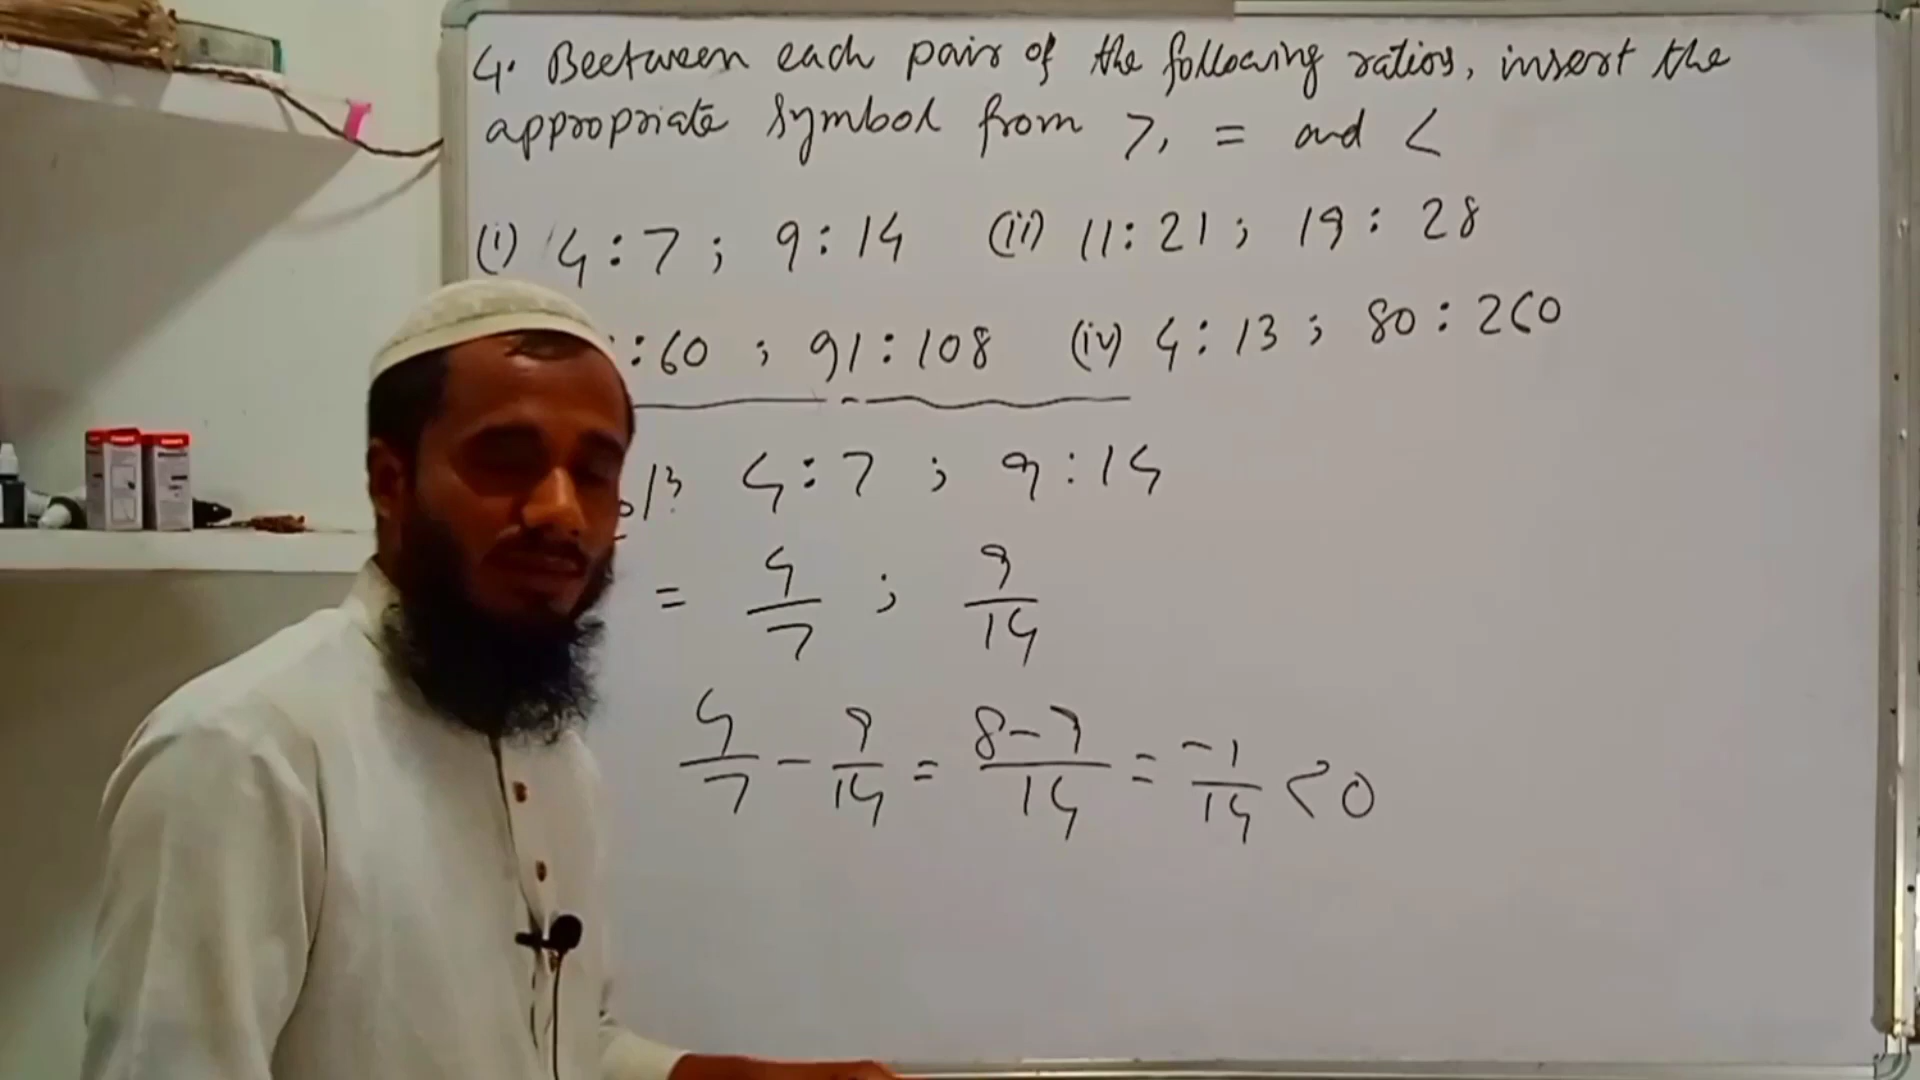 4. Beetween each pair of the following ratios, insert the
appropriate symbol from >, = and <
(i) 4:7 ; 9:14 (ii) 11:21 ; 19:28
:60 ; 91:108 (iv) 4:13 ; 80:260
4:7 ; 9:14
= 4/7 ; 9/14
4/7 - 9/14 = 8-9/14 = -1/14 < 0